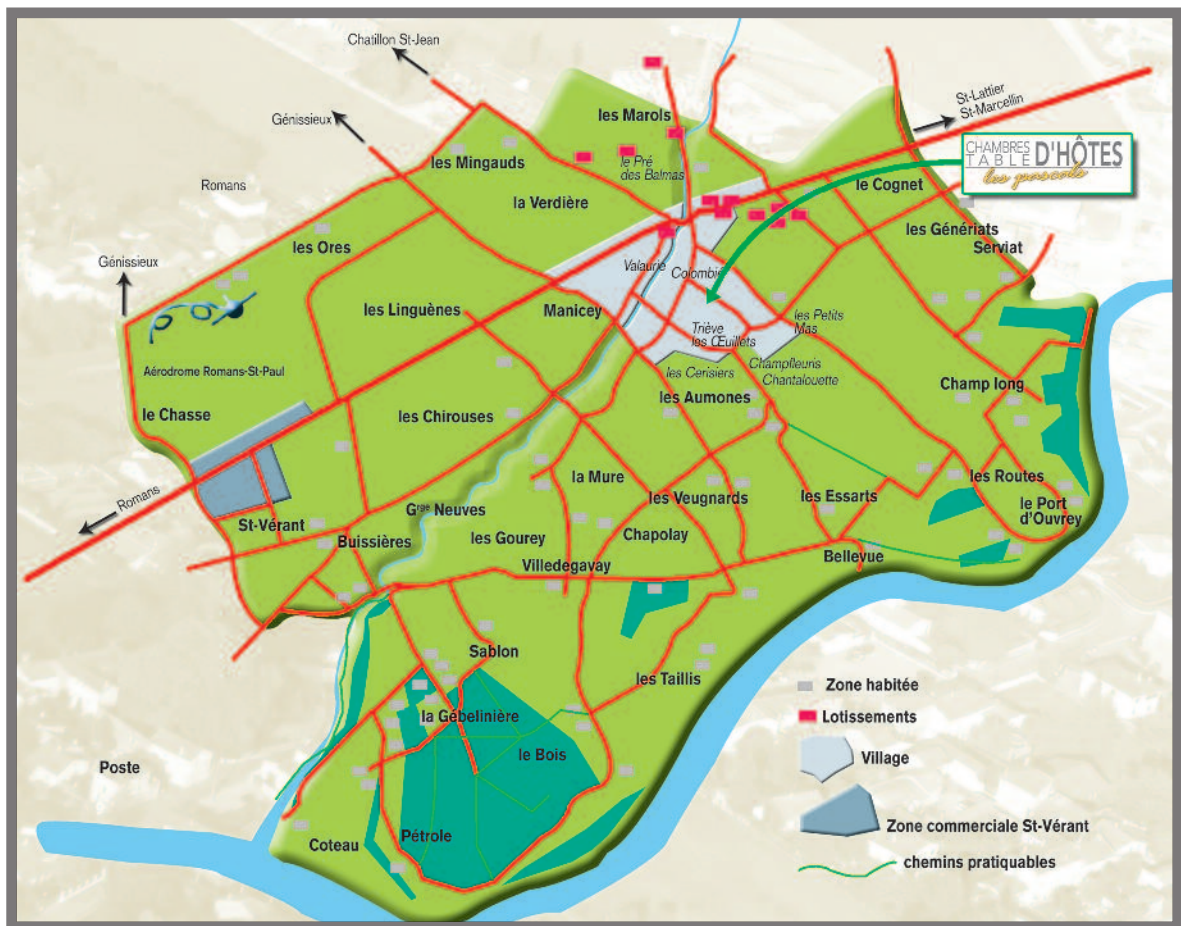 Chatillon St-Jean
Génissieux
Romans
Génissieux
les Marols
St-Lattier
St-Marcellin
CHAMBRES
TABLE D'HÔTES
les pascals
les Mingauds
le Pré
des Balmas
la Verdière
le Cognet
les Ores
les Génériats
Serviat
Valaurie
Colombié
les Linguènes
Manicey
les Petits
Mas
Triève
les Œuillets
Aérodrome Romans-St-Paul
les Cerisiers
Champfleuris
Chantalouette
le Chasse
les Chirouses
les Aumones
Champ long
Romans
St-Vérant
Grge Neuves
la Mure
les Veugnards
les Essarts
les Routes
le Port
d'Ouvrey
Buissières
les Gourey
Chapolay
Villedegavay
Bellevue
Sablon
les Taillis
la Gébelinière
le Bois
Poste
Pétrole
Coteau
Zone habitée
Lotissements
Village
Zone commerciale St-Vérant
chemins pratiquables